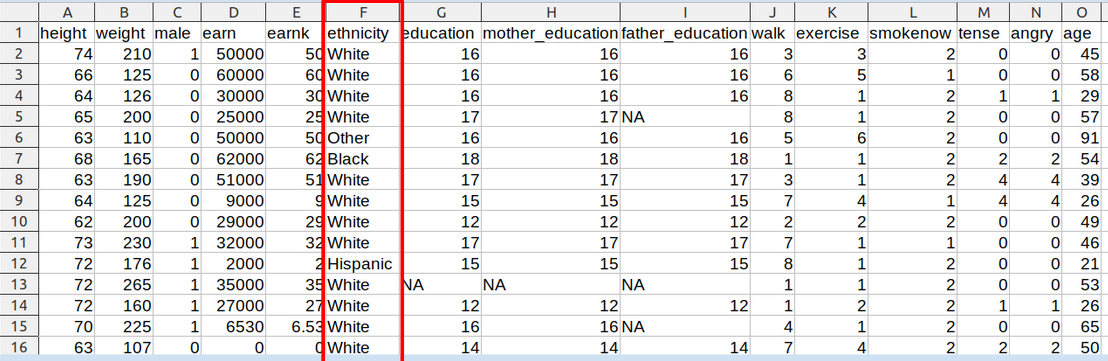 A B C D E F G H I J K L M N O
1 height weight male earn earnk ethnicity education mother_education father_education walk exercise smokenow tense angry age
2 74 210 1 50000 50 White 16 16 16 3 3 2 0 0 45
3 66 125 0 60000 60 White 16 16 16 6 5 1 0 0 58
4 64 126 0 30000 30 White 16 16 16 8 1 2 1 1 29
5 65 200 0 25000 25 White 17 17 NA 8 1 2 0 0 57
6 63 110 0 50000 50 Other 16 16 16 5 6 2 0 0 91
7 68 165 0 62000 62 Black 18 18 18 1 1 2 2 2 54
8 63 190 0 51000 51 White 17 17 17 3 1 2 4 4 39
9 64 125 0 9000 9 White 15 15 15 7 4 1 4 4 26
10 62 200 0 29000 29 White 12 12 12 2 2 2 0 0 49
11 73 230 1 32000 32 White 17 17 17 7 1 1 0 0 46
12 72 176 1 2000 2 Hispanic 15 15 15 8 1 2 0 0 21
13 72 265 1 35000 35 White NA NA NA 1 1 2 0 0 53
14 72 160 1 27000 27 White 12 12 12 1 2 2 1 1 26
15 70 225 1 6530 6.53 White 16 16 NA 4 1 2 0 0 65
16 63 107 0 0 0 White 14 14 14 7 4 2 2 2 50